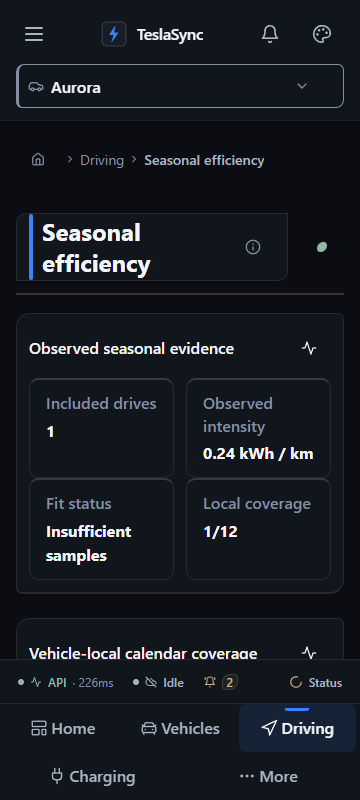 TeslaSync
Aurora
Driving
Seasonal efficiency
Seasonal
efficiency
Observed seasonal evidence
Included drives
1
Observed
intensity
0.24 kWh / km
Fit status
Insufficient
samples
Local coverage
1/12
Vehicle-local calendar coverage
API · 226ms
Idle
2
Status
Home
Vehicles
Driving
Charging
More